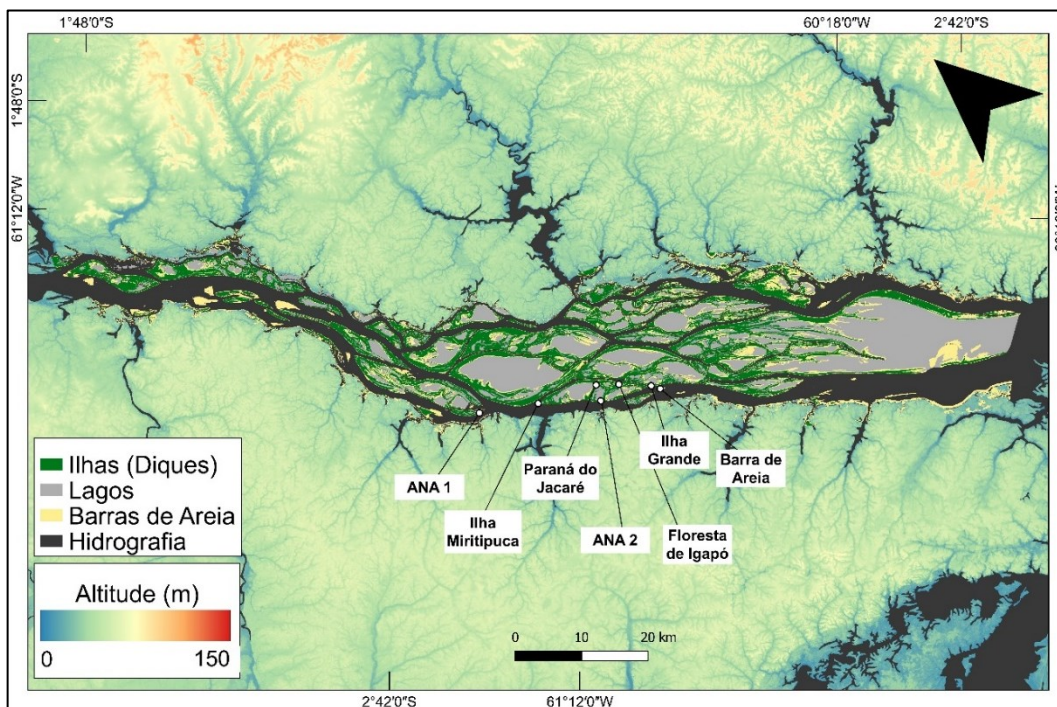 1°48′0″S
60°18′0″W
2°42′0″S
1°48′0″S
61°12′0″W
ANA 1
Ilha
Miritipuca
Paraná do
Jacaré
ANA 2
Ilha
Grande
Floresta
de Igapó
Barra de
Areia
Ilhas (Diques)
Lagos
Barras de Areia
Hidrografia
Altitude (m)
0
150
0
10
20 km
2°42′0″S
61°12′0″W